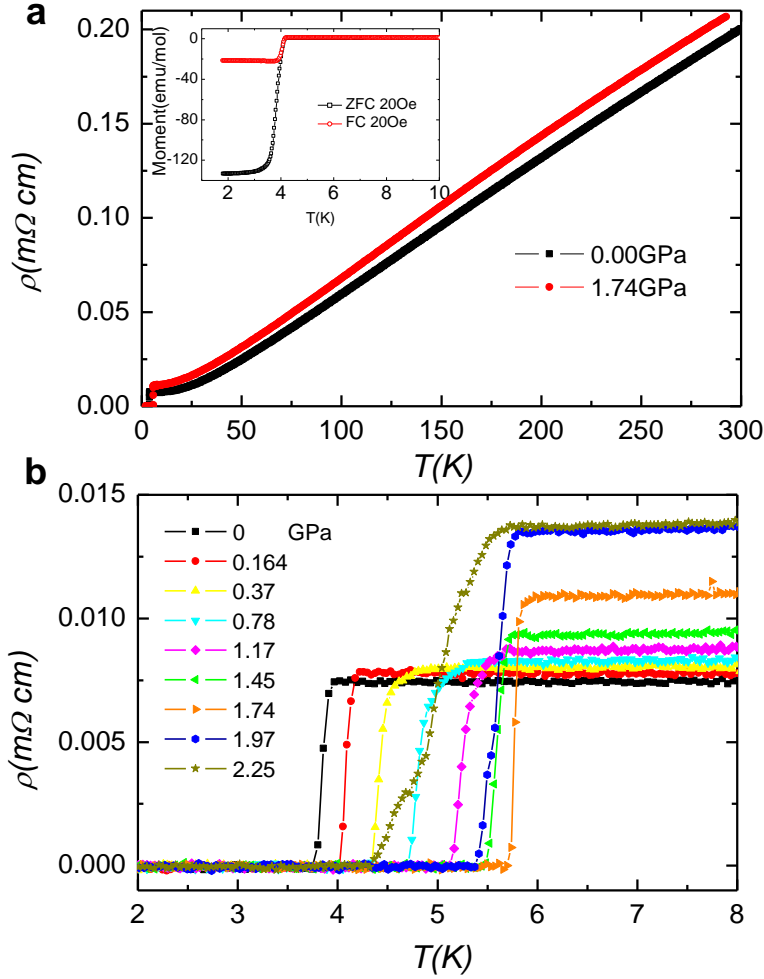 a
ρ(mΩ cm)
0.20
0.15
0.10
0.05
0.00
0 50 100 150 200 250 300
T(K)
Moment(emu/mol)
0
-40
-80
-120
2 4 6 8 10
T(K)
ZFC 20Oe
FC 20Oe
0.00GPa
1.74GPa
b
ρ(mΩ cm)
0.015
0.010
0.005
0.000
2 3 4 5 6 7 8
T(K)
0 GPa
0.164
0.37
0.78
1.17
1.45
1.74
1.97
2.25